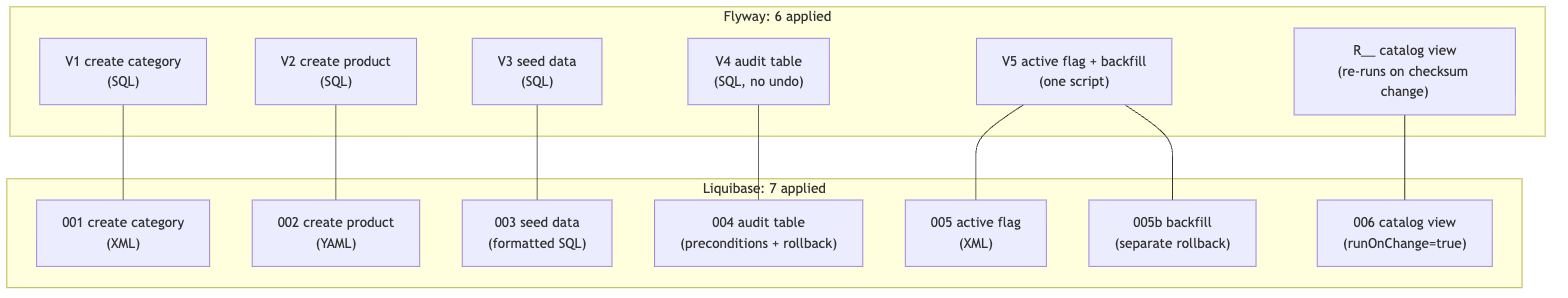 Flyway: 6 applied
V1 create category
(SQL)
V2 create product
(SQL)
V3 seed data
(SQL)
V4 audit table
(SQL, no undo)
V5 active flag + backfill
(one script)
R__ catalog view
(re-runs on checksum
change)
Liquibase: 7 applied
001 create category
(XML)
002 create product
(YAML)
003 seed data
(formatted SQL)
004 audit table
(preconditions + rollback)
005 active flag
(XML)
005b backfill
(separate rollback)
006 catalog view
(runOnChange=true)